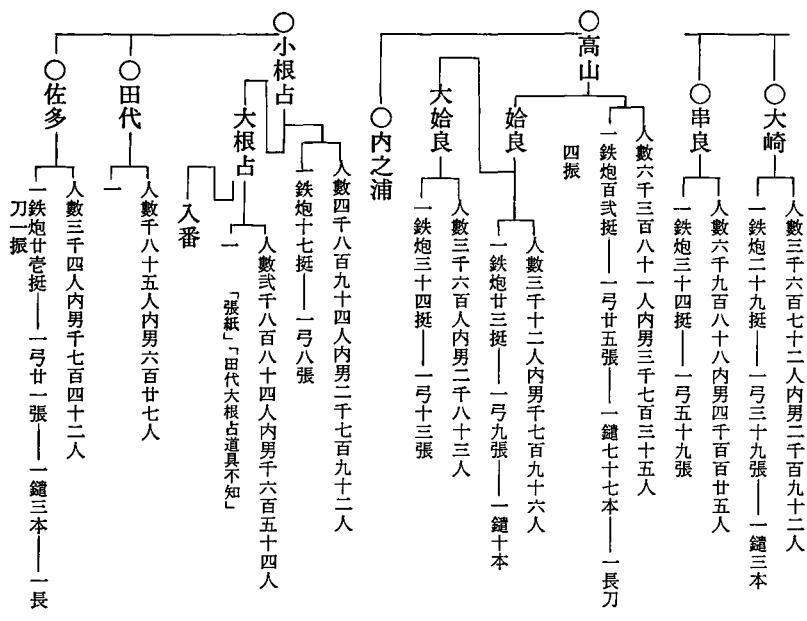 ○大崎
人數三千六百七十二人内男二千百九十二人
一鉄炮二十九挺――一弓三十九張――一鑓三本
○串良
人數六千九百八十八内男四千百百廿五人
一鉄炮三十四挺――一弓五十九張
○高山
人數六千三百八十一人内男三千七百三十五人
一鉄炮百弐挺――一弓廿五張――一鑓七十七本――一長刀
四振
姶良
人數三千十二人内男千七百九十六人
一鉄炮廿三挺――一弓九張――一鑓十本
大姶良
人數三千六百人内男二千八十三人
一鉄炮三十四挺――一弓十三張
○内之浦
○小根占
人數四千八百九十四人内男二千七百九十二人
一鉄炮十七挺――一弓八張
大根占
人數弐千八百八十四人内男千六百五十四人
一
「張紙」「田代大根占道具不知」
入番
○田代
人數千八十五人内男六百廿七人
一
○佐多
人數三千四人内男千七百四十二人
一鉄炮廿壱挺――一弓廿一張――一鑓三本――一長
刀一振